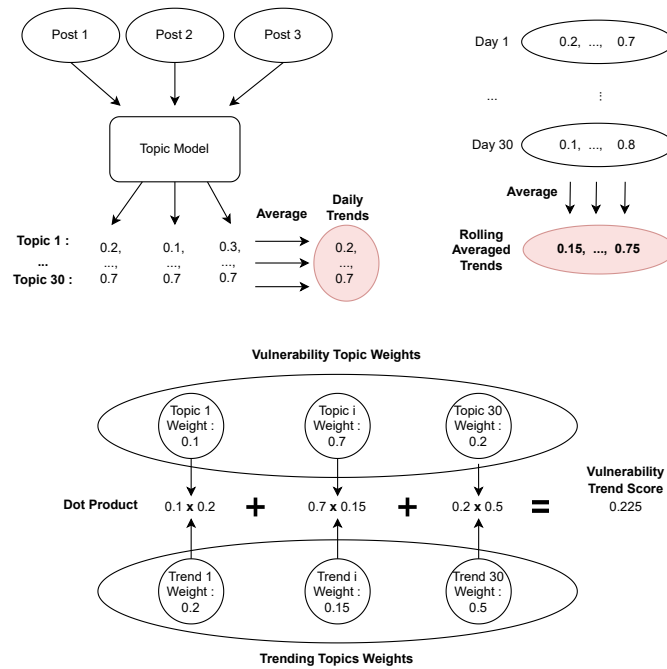 Post 1
Post 2
Post 3
Topic Model
Average
Daily
Trends
Topic 1 :
0.2,
0.1,
0.3,
0.2,
...
...,
...,
...,
...,
Topic 30 :
0.7
0.7
0.7
0.7
Day 1
0.2, ..., 0.7
...
⋮
Day 30
0.1, ..., 0.8
Average
Rolling
Averaged
Trends
0.15, ..., 0.75
Vulnerability Topic Weights
Topic 1
Weight :
0.1
Topic i
Weight :
0.7
Topic 30
Weight :
0.2
Dot Product
0.1 x 0.2
+
0.7 x 0.15
+
0.2 x 0.5
=
Vulnerability
Trend Score
0.225
Trend 1
Weight :
0.2
Trend i
Weight :
0.15
Trend 30
Weight :
0.5
Trending Topics Weights